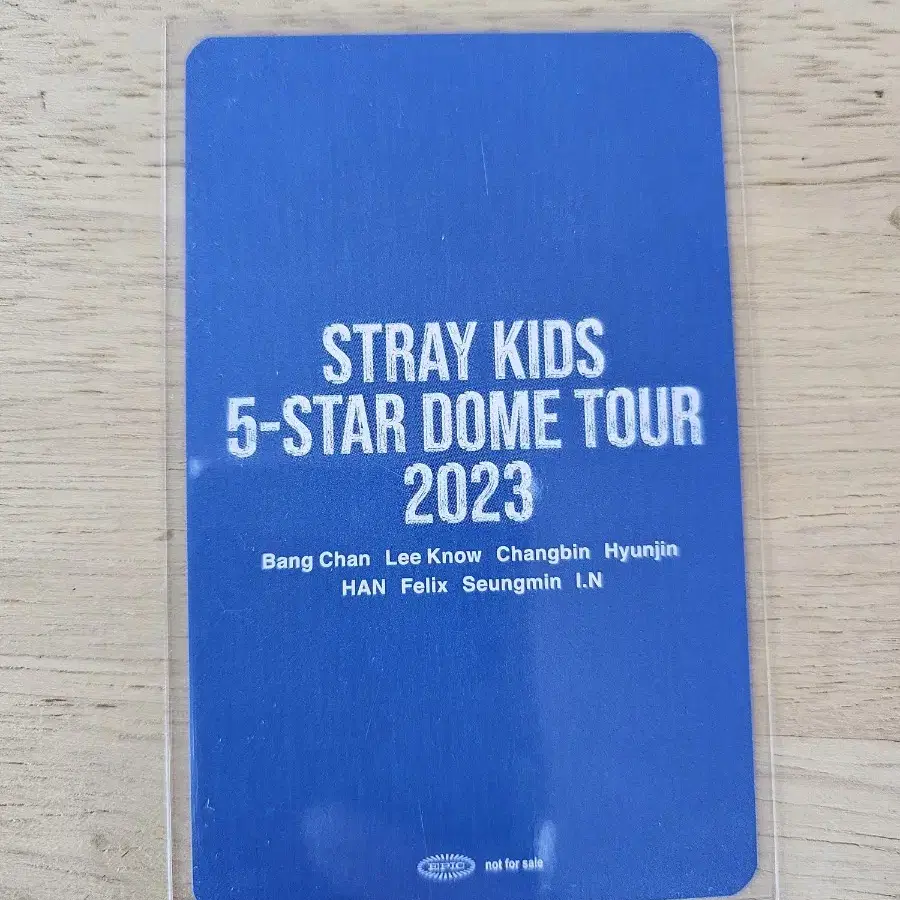 STRAY KIDS
5-STAR DOME TOUR
2023
Bang Chan Lee Know Changbin Hyunjin
HAN Felix Seungmin I.N
EPIC not for sale